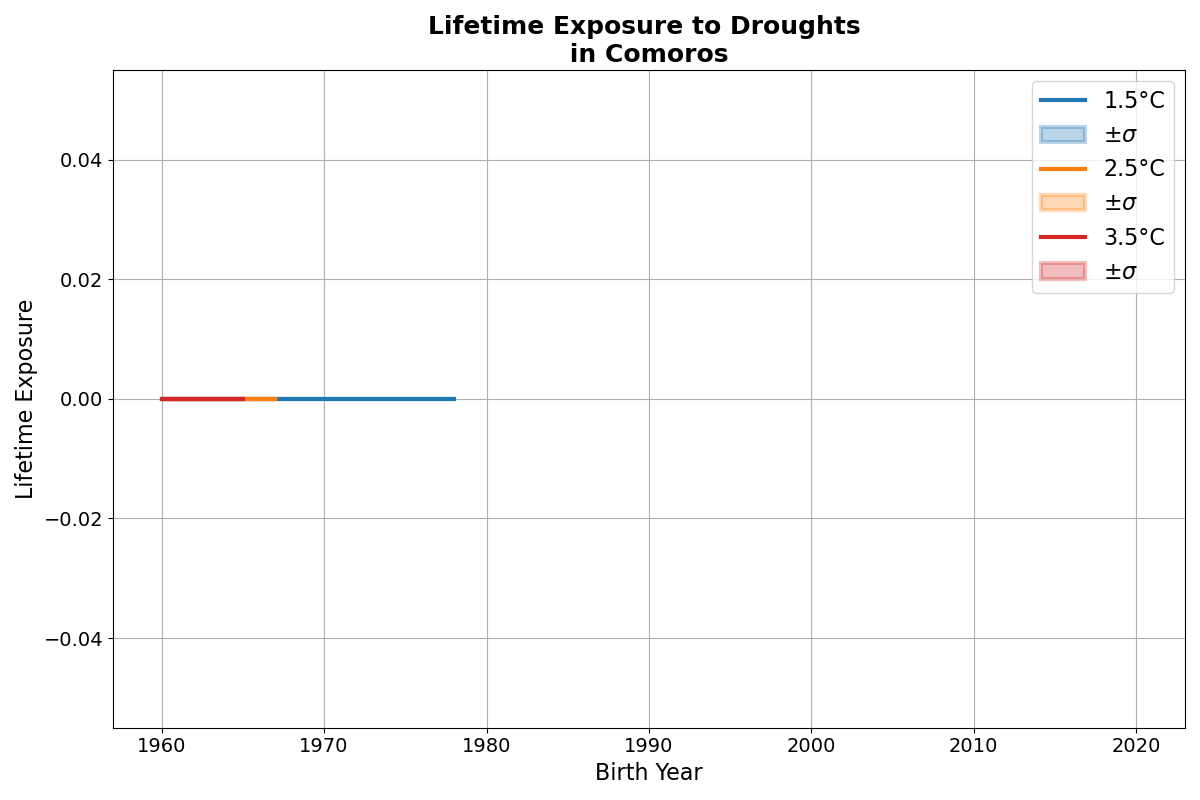 Lifetime Exposure to Droughts
in Comoros
1.5°C
±σ
2.5°C
±σ
3.5°C
±σ
Lifetime Exposure
0.04
0.02
0.00
−0.02
−0.04
1960 1970 1980 1990 2000 2010 2020
Birth Year